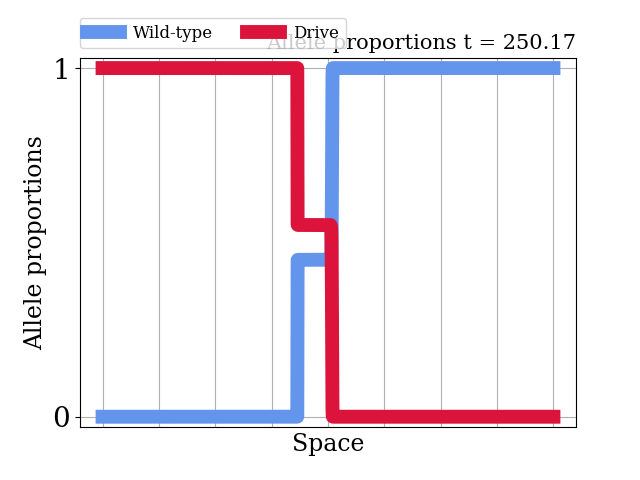 Wild-type Drive
Allele proportions t = 250.17
1
Allele proportions
0
Space